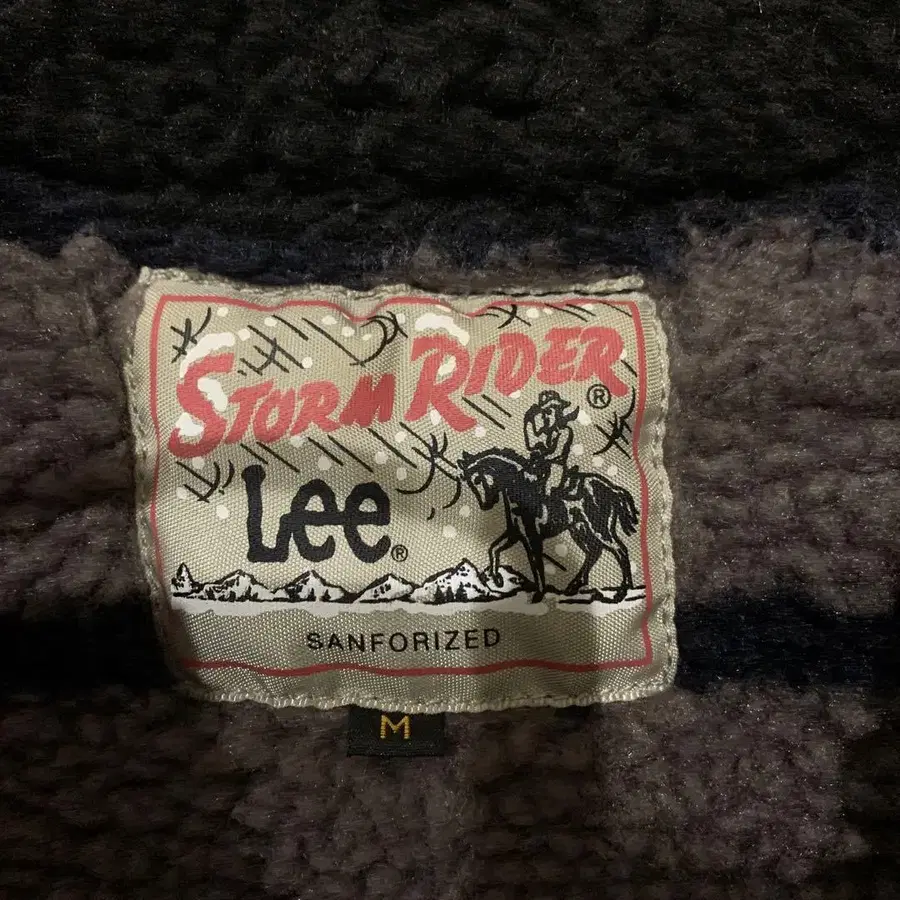 STORM RIDER®
Lee®
SANFORIZED
M